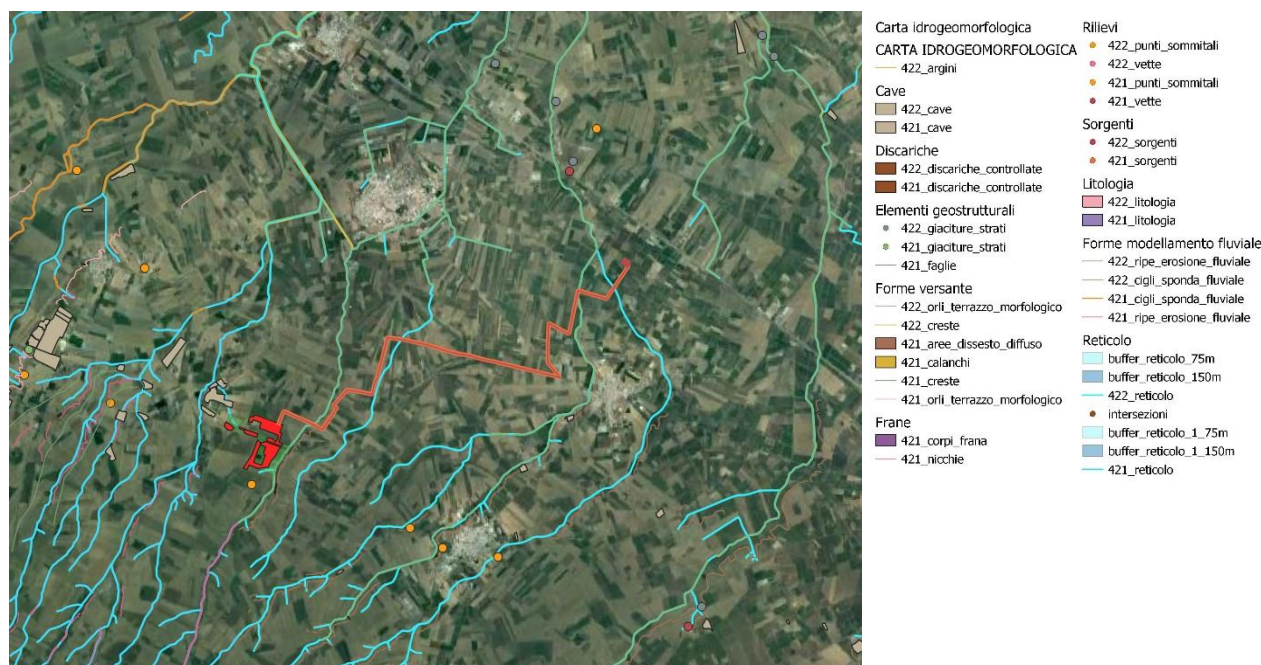 Carta idrogeomorfologica
CARTA IDROGEOMORFOLOGICA
422_argini
Cave
422_cave
421_cave
Discariche
422_discariche_controllate
421_discariche_controllate
Elementi geostrutturali
422_giaciture_strati
421_giaciture_strati
421_faglie
Forme versante
422_orli_terrazzo_morfologico
422_creste
421_aree_dissesto_diffuso
421_calanchi
421_creste
421_orli_terrazzo_morfologico
Frane
421_corpi_frana
421_nicchie
Rilievi
422_punti_sommitali
422_vette
421_punti_sommitali
421_vette
Sorgenti
422_sorgenti
421_sorgenti
Litologia
422_litologia
421_litologia
Forme modellamento fluviale
422_ripe_erosione_fluviale
422_cigli_sponda_fluviale
421_cigli_sponda_fluviale
421_ripe_erosione_fluviale
Reticolo
buffer_reticolo_75m
buffer_reticolo_150m
422_reticolo
intersezioni
buffer_reticolo_1_75m
buffer_reticolo_1_150m
421_reticolo